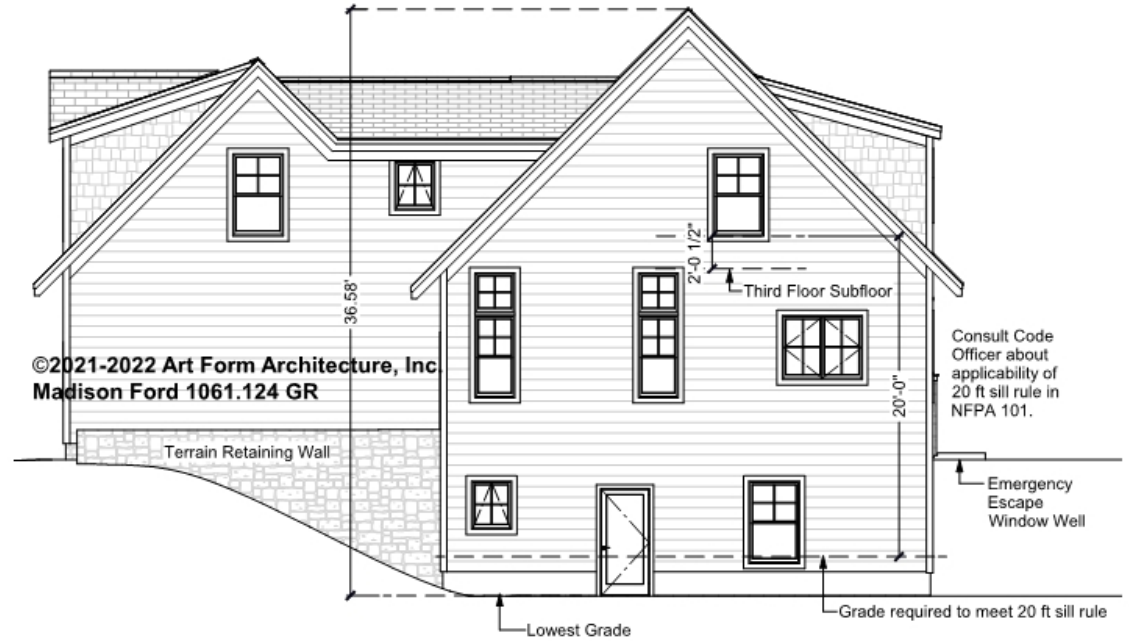 36.58'
2'-0 1/2"
Third Floor Subfloor
©2021-2022 Art Form Architecture, Inc.
Madison Ford 1061.124 GR
20'-0"
Consult Code
Officer about
applicability of
20 ft sill rule in
NFPA 101.
Terrain Retaining Wall
Emergency
Escape
Window Well
Grade required to meet 20 ft sill rule
Lowest Grade